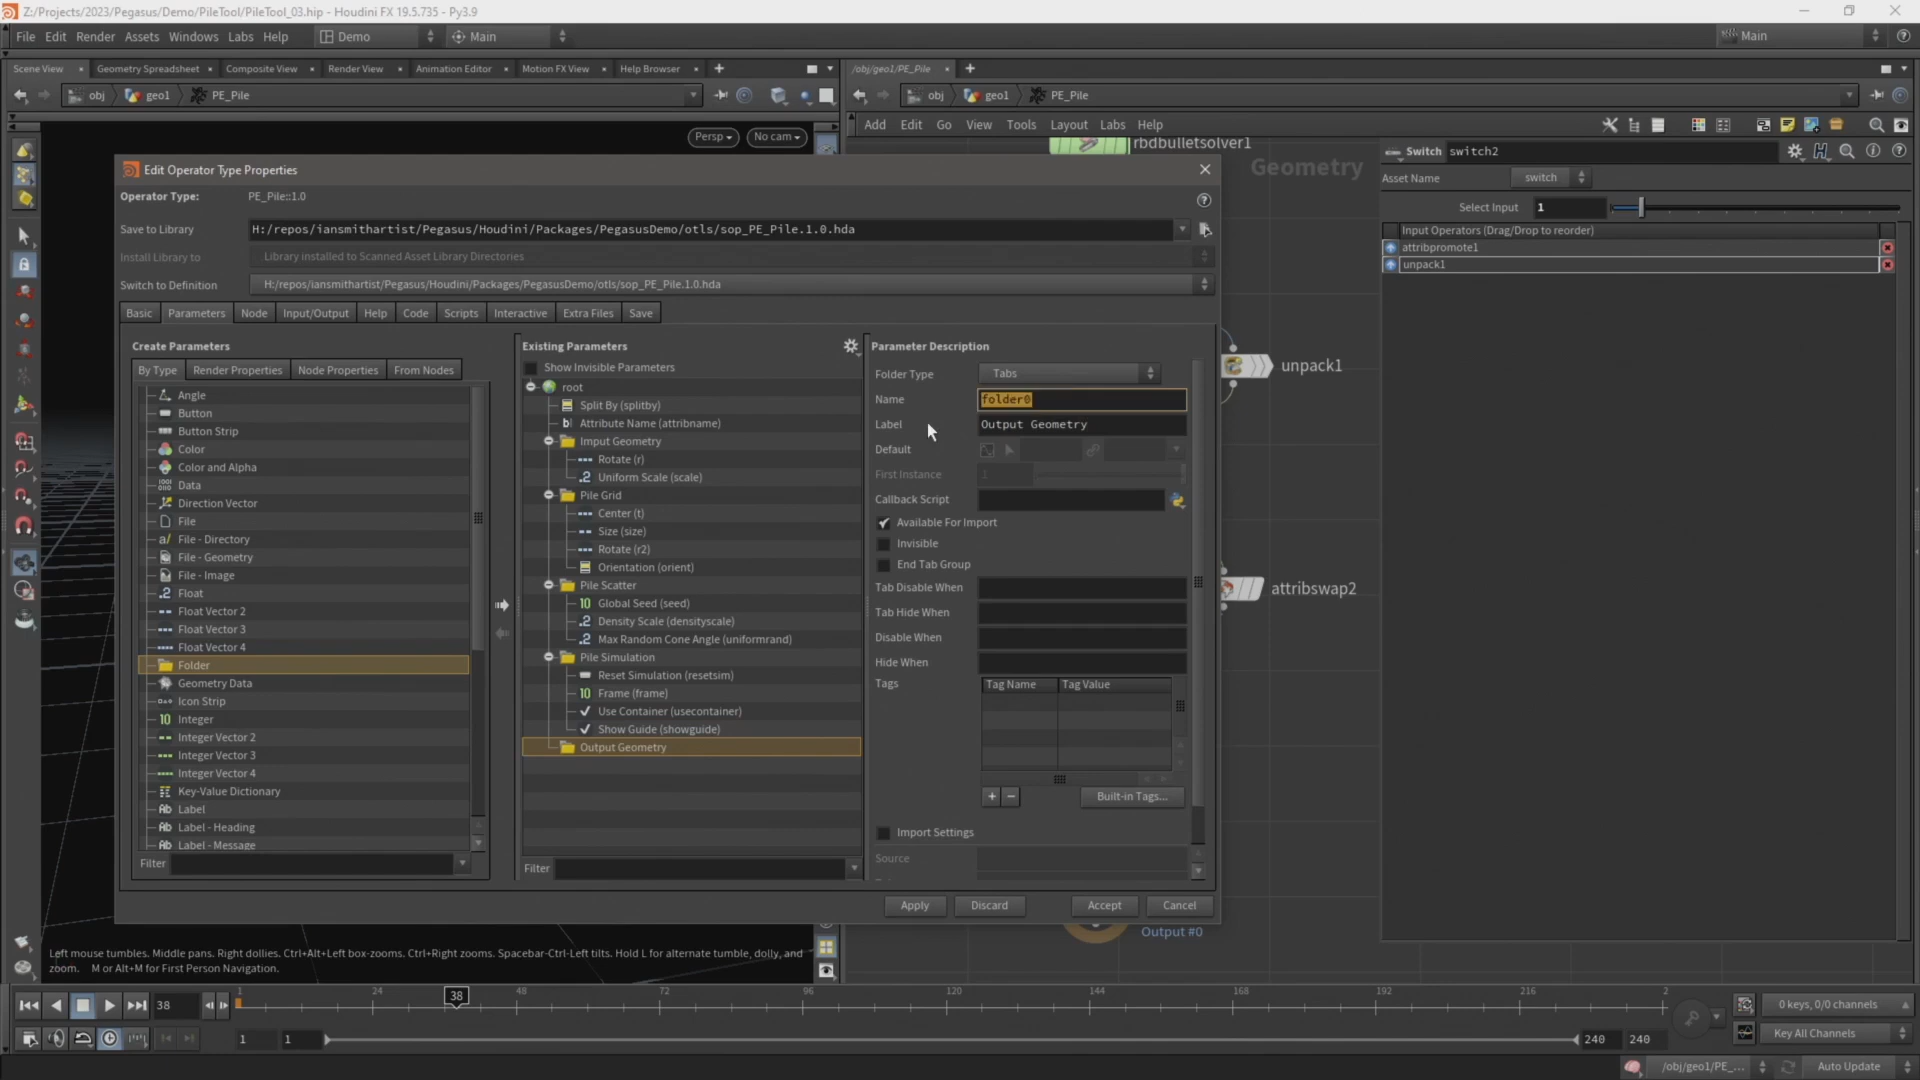 Z:/Projects/2023/Pegasus/Demo/PileTool/PileTool_03.hip - Houdini FX 19.5.735 - Py3.9
File Edit Render Assets Windows Labs Help Demo Main Main
Scene View Geometry Spreadsheet Composite View Render View Animation Editor Motion FX View Help Browser /obj/geo1/PE_Pile
obj geo1 PE_Pile obj geo1 PE_Pile
Add Edit Go View Tools Layout Labs Help
Persp No cam
rbdbulletsolver1
Geometry
Switch switch2
Asset Name switch
Select Input 1
Input Operators (Drag/Drop to reorder)
attribpromote1
unpack1
Edit Operator Type Properties
Operator Type: PE_Pile::1.0
Save to Library H:/repos/iansmithartist/Pegasus/Houdini/Packages/PegasusDemo/otls/sop_PE_Pile.1.0.hda
Install Library to Library installed to Scanned Asset Library Directories
Switch to Definition H:/repos/iansmithartist/Pegasus/Houdini/Packages/PegasusDemo/otls/sop_PE_Pile.1.0.hda
Basic Parameters Node Input/Output Help Code Scripts Interactive Extra Files Save
Create Parameters
By Type Render Properties Node Properties From Nodes
Angle
Button
Button Strip
Color
Color and Alpha
Data
Direction Vector
File
File - Directory
File - Geometry
File - Image
Float
Float Vector 2
Float Vector 3
Float Vector 4
Folder
Geometry Data
Icon Strip
Integer
Integer Vector 2
Integer Vector 3
Integer Vector 4
Key-Value Dictionary
Label
Label - Heading
Label - Message
Filter
Existing Parameters
Show Invisible Parameters
root
Split By (splitby)
Attribute Name (attribname)
Imput Geometry
Rotate (r)
Uniform Scale (scale)
Pile Grid
Center (t)
Size (size)
Rotate (r2)
Orientation (orient)
Pile Scatter
Global Seed (seed)
Density Scale (densityscale)
Max Random Cone Angle (uniformrand)
Pile Simulation
Reset Simulation (resetsim)
Frame (frame)
Use Container (usecontainer)
Show Guide (showguide)
Output Geometry
Filter
Parameter Description
Folder Type Tabs
Name folder0
Label Output Geometry
Default
First Instance 1
Callback Script
Available For Import
Invisible
End Tab Group
Tab Disable When
Tab Hide When
Disable When
Hide When
Tags Tag Name Tag Value
+ − Built-in Tags...
Import Settings
Source
Apply Discard Accept Cancel
unpack1
attribswap2
Output #0
Left mouse tumbles. Middle pans. Right dollies. Ctrl+Alt+Left box-zooms. Ctrl+Right zooms. Spacebar-Ctrl-Left tilts. Hold L for alternate tumble, dolly, and
zoom. M or Alt+M for First Person Navigation.
38 1 24 38 48 72 96 120 144 168 192 216 2
0 keys, 0/0 channels
1 1 240 240
Key All Channels
/obj/geo1/PE_... Auto Update